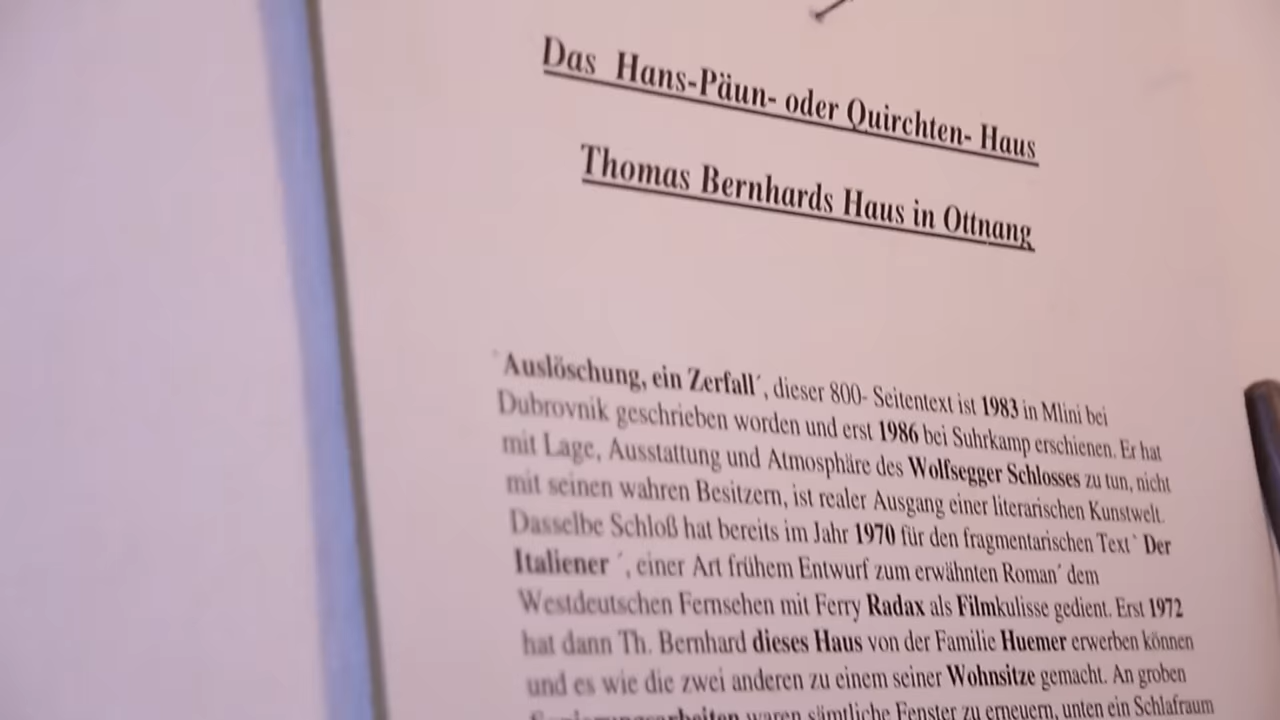 Das Hans-Päun- oder Quirchten- Haus
Thomas Bernhards Haus in Ottnang
`Auslöschung, ein Zerfall´, dieser 800- Seitentext ist 1983 in Mlini bei
Dubrovnik geschrieben worden und erst 1986 bei Suhrkamp erschienen. Er hat
mit Lage, Ausstattung und Atmosphäre des Wolfsegger Schlosses zu tun, nicht
mit seinen wahren Besitzern, ist realer Ausgang einer literarischen Kunstwelt.
Dasselbe Schloß hat bereits im Jahr 1970 für den fragmentarischen Text ` Der
Italiener ´, einer Art frühem Entwurf zum erwähnten Roman´ dem
Westdeutschen Fernsehen mit Ferry Radax als Filmkulisse gedient. Erst 1972
hat dann Th. Bernhard dieses Haus von der Familie Huemer erwerben können
und es wie die zwei anderen zu einem seiner Wohnsitze gemacht. An groben
waren sämtliche Fenster zu erneuern, unten ein Schlafraum